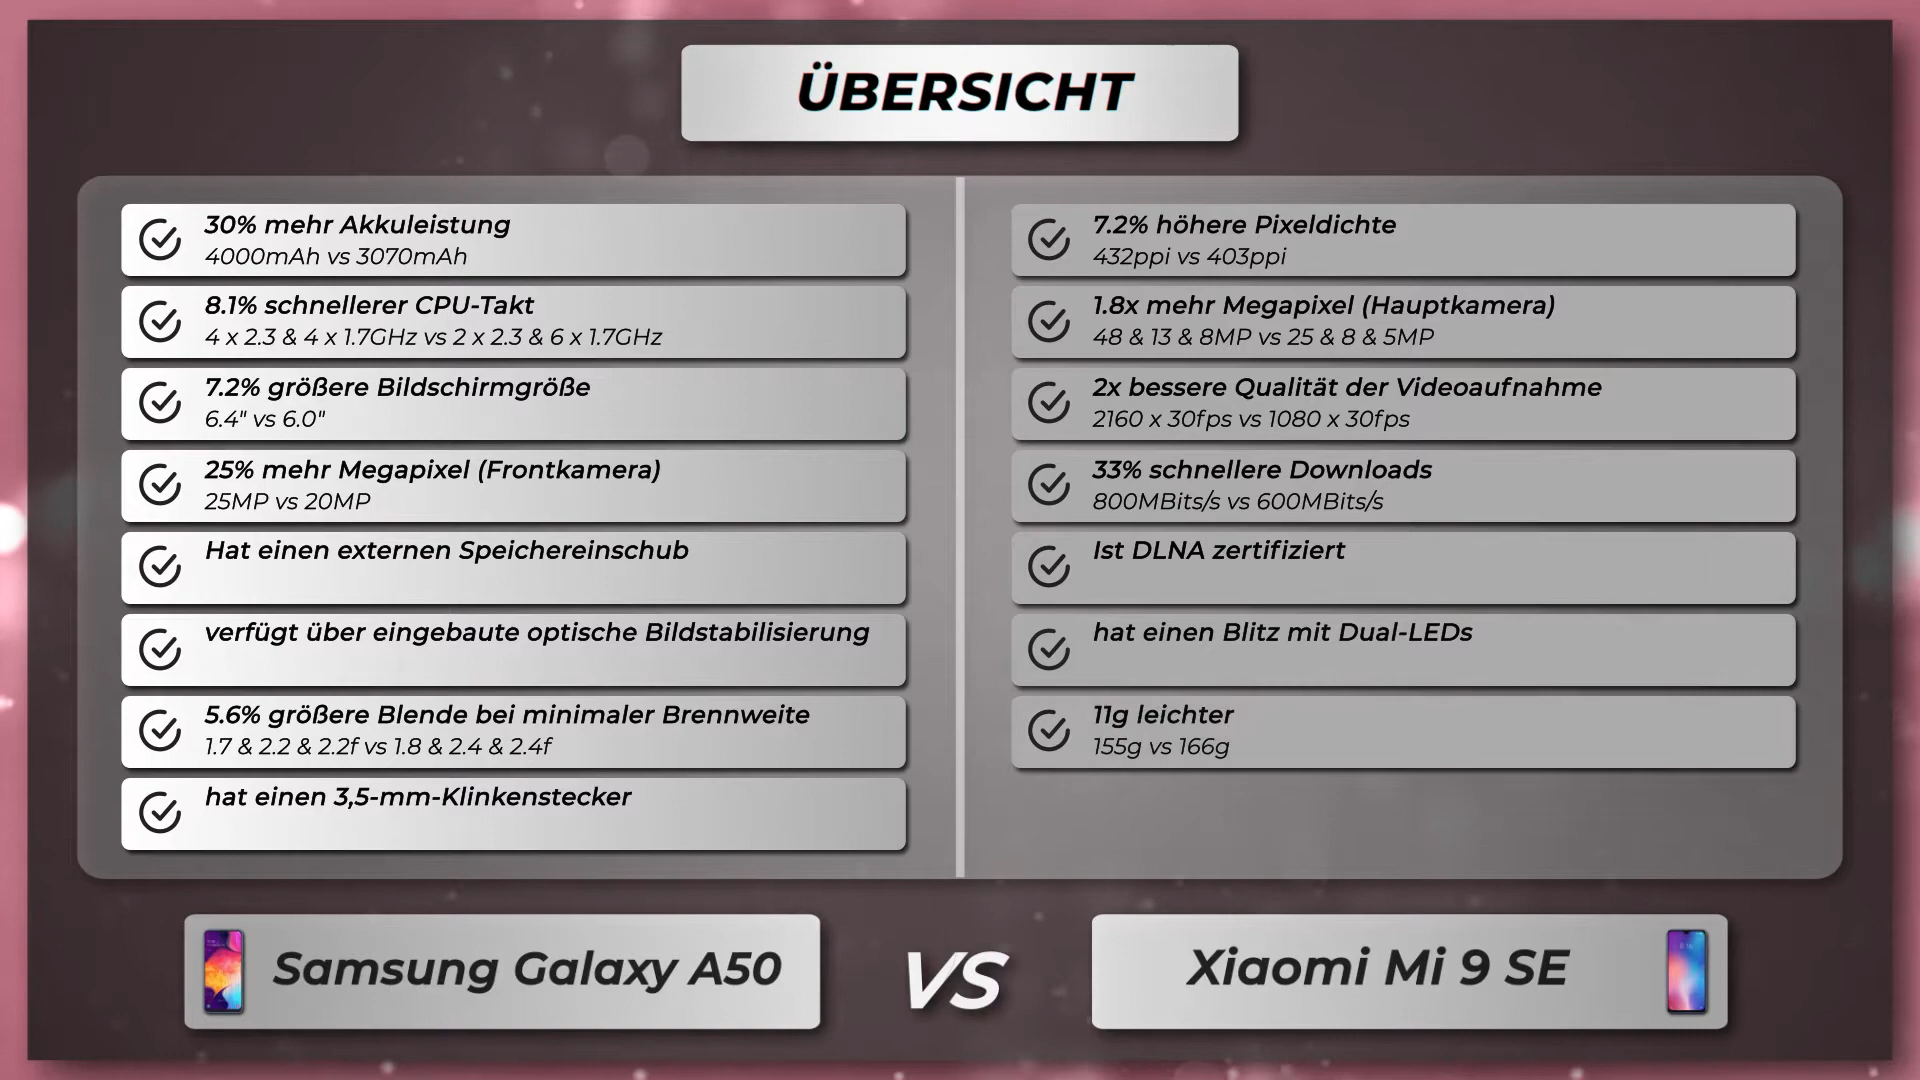 ÜBERSICHT
30% mehr Akkuleistung
4000mAh vs 3070mAh
8.1% schnellerer CPU-Takt
4 x 2.3 & 4 x 1.7GHz vs 2 x 2.3 & 6 x 1.7GHz
7.2% größere Bildschirmgröße
6.4" vs 6.0"
25% mehr Megapixel (Frontkamera)
25MP vs 20MP
Hat einen externen Speichereinschub
verfügt über eingebaute optische Bildstabilisierung
5.6% größere Blende bei minimaler Brennweite
1.7 & 2.2 & 2.2f vs 1.8 & 2.4 & 2.4f
hat einen 3,5-mm-Klinkenstecker
7.2% höhere Pixeldichte
432ppi vs 403ppi
1.8x mehr Megapixel (Hauptkamera)
48 & 13 & 8MP vs 25 & 8 & 5MP
2x bessere Qualität der Videoaufnahme
2160 x 30fps vs 1080 x 30fps
33% schnellere Downloads
800MBits/s vs 600MBits/s
Ist DLNA zertifiziert
hat einen Blitz mit Dual-LEDs
11g leichter
155g vs 166g
Samsung Galaxy A50
VS
Xiaomi Mi 9 SE